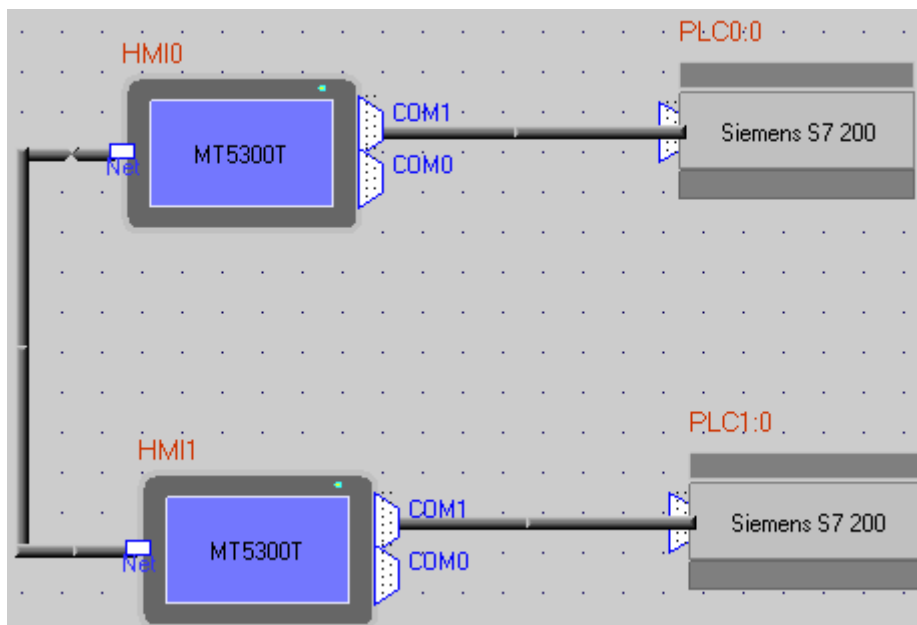 PLC0:0
HMI0
COM1
MT5300T
Siemens S7 200
Net
COM0
PLC1:0
HMI1
COM1
MT5300T
Siemens S7 200
Net
COM0